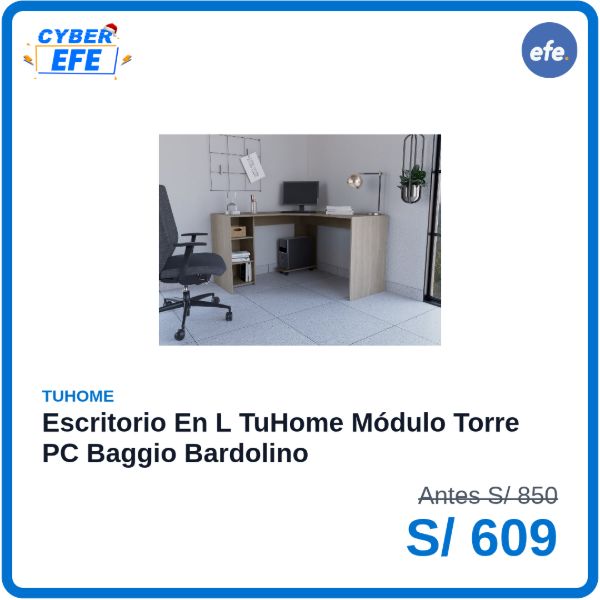 CYBER
EFE
efe.
TUHOME
Escritorio En L TuHome Módulo Torre
PC Baggio Bardolino
Antes S/ 850
S/ 609